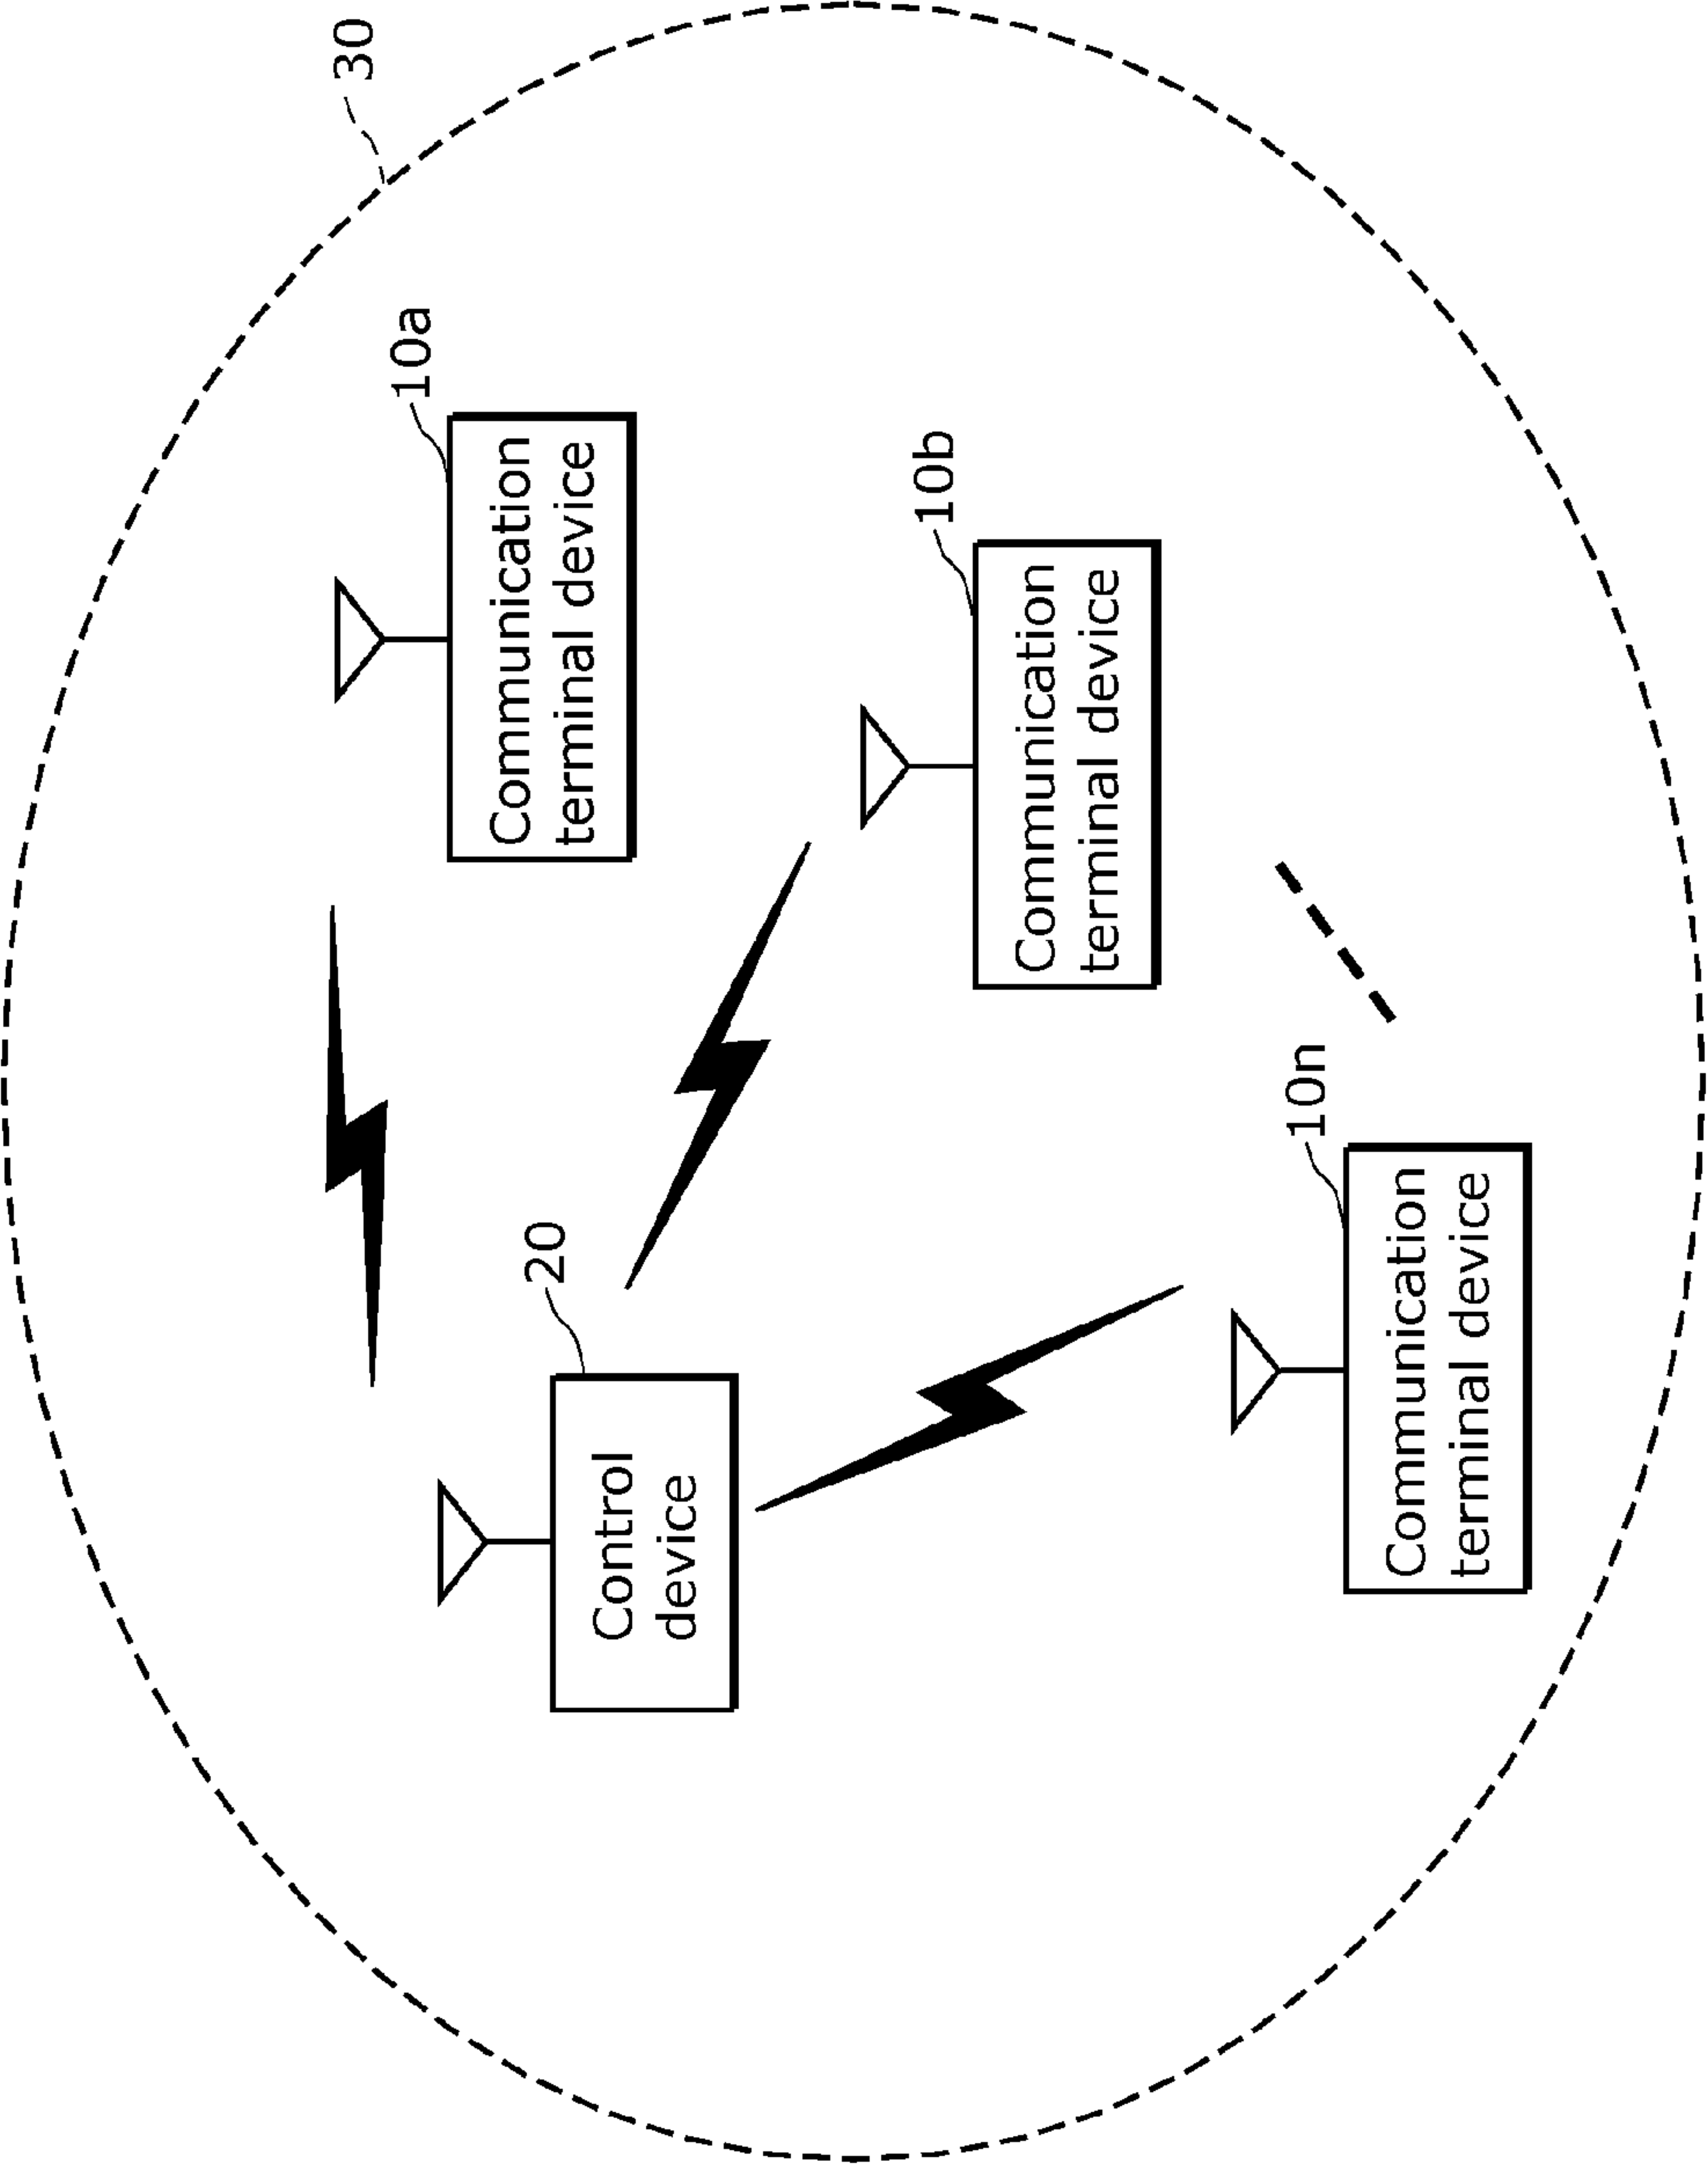 30
10a
Communication
terminal device
20
Control
device
10b
Communication
terminal device
10n
Communication
terminal device